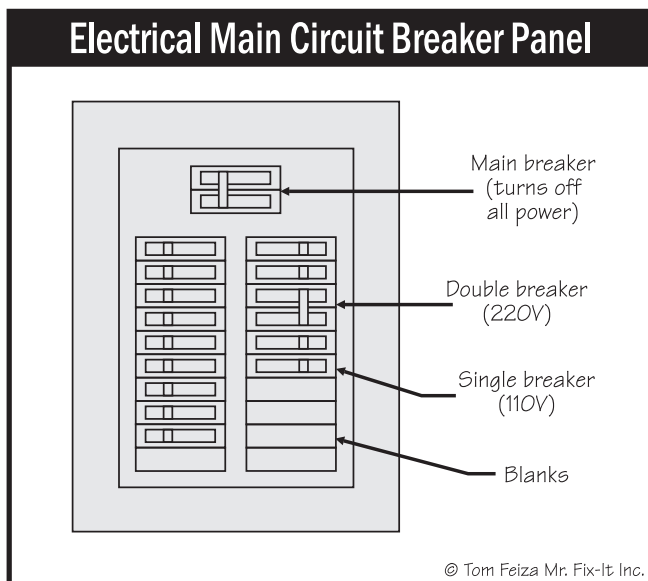 Electrical Main Circuit Breaker Panel
Main breaker
(turns off
all power)
Double breaker
(220V)
Single breaker
(110V)
Blanks
© Tom Feiza Mr. Fix-It Inc.